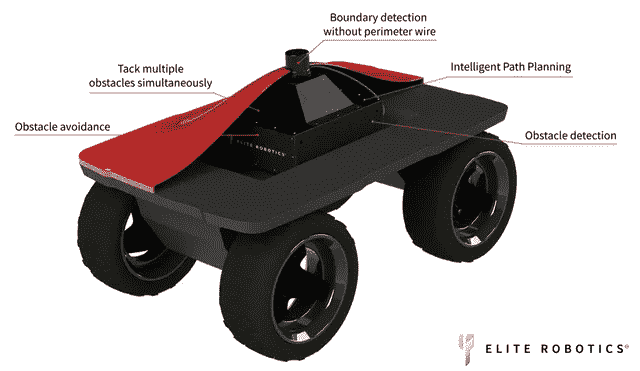 Boundary detection
without perimeter wire
Tack multiple
obstacles simultaneously
Intelligent Path Planning
Obstacle avoidance
Obstacle detection
ELITE ROBOTICS
ELITE ROBOTICS®